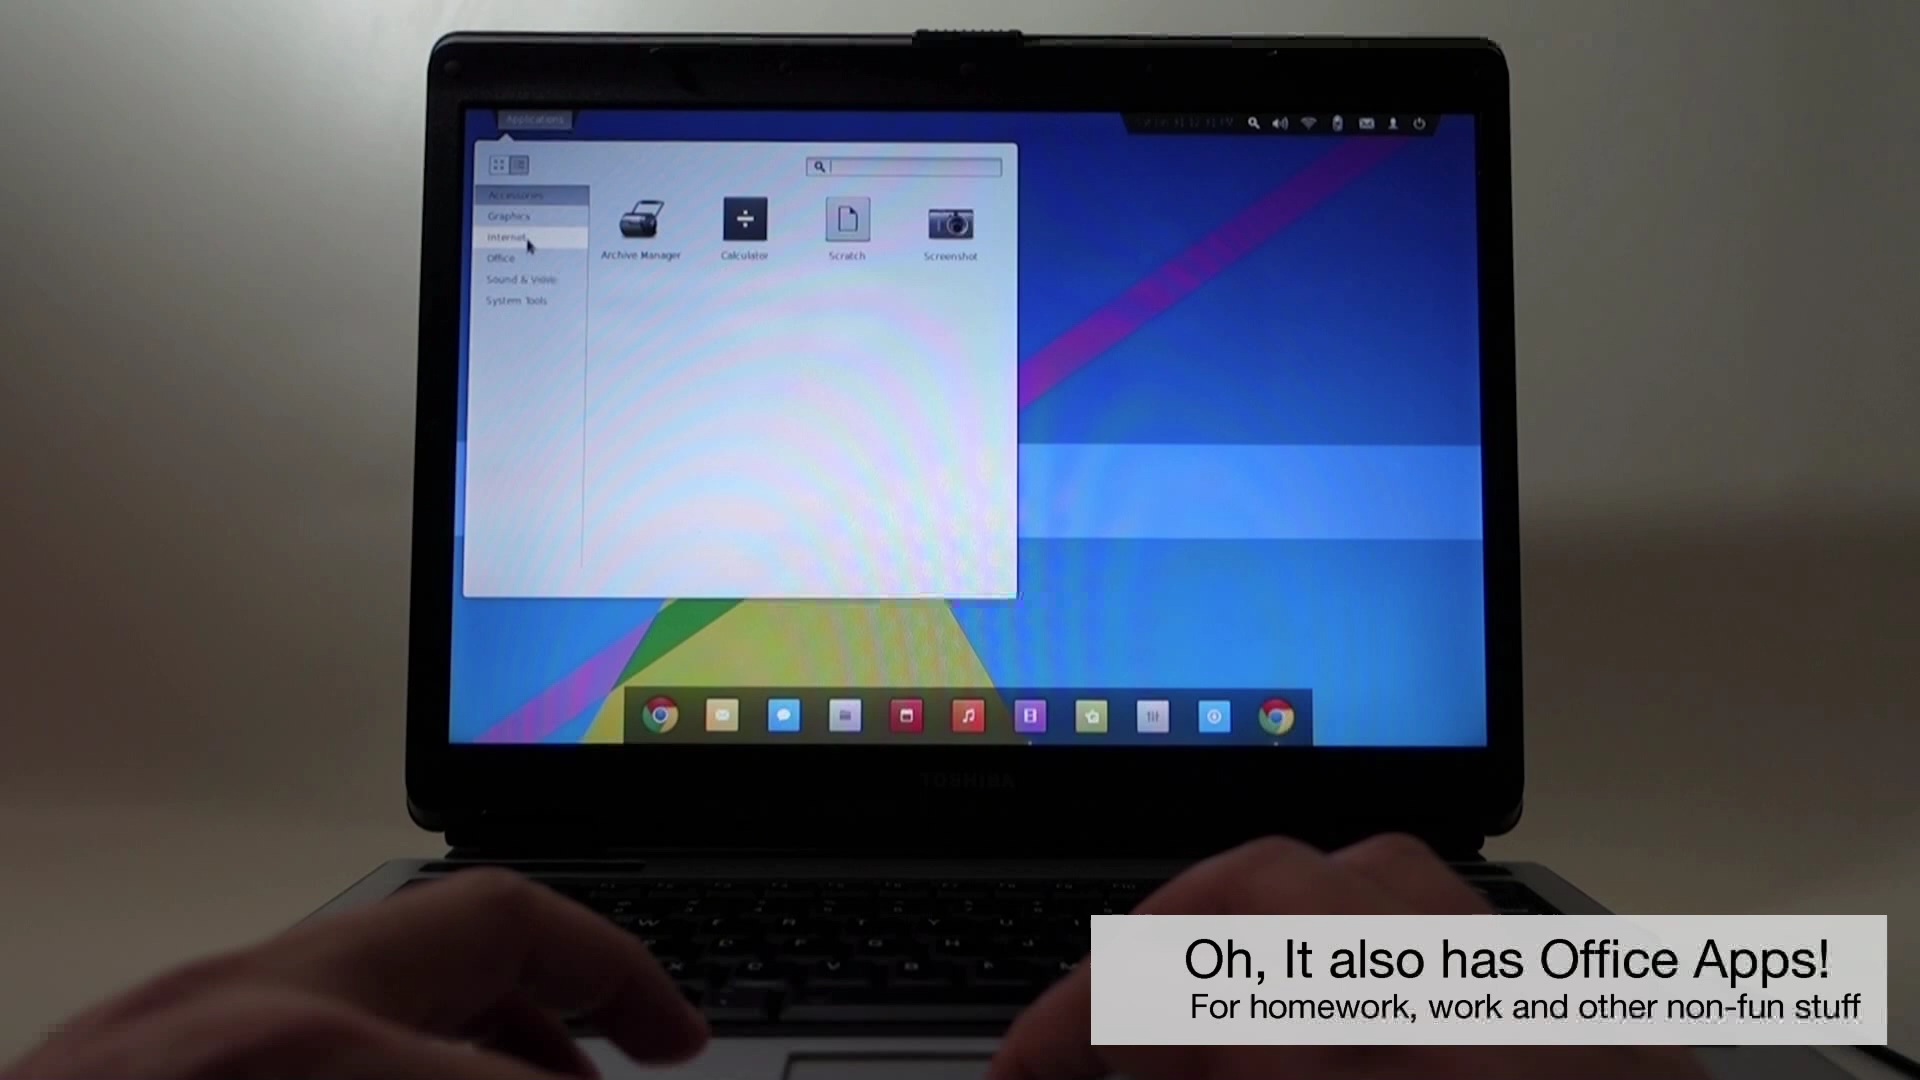 Applications
Accessories
Graphics
Internet
Office
Sound & Video
System Tools
Archive Manager
Calculator
Scratch
Screenshot
TOSHIBA
Oh, It also has Office Apps!
For homework, work and other non-fun stuff